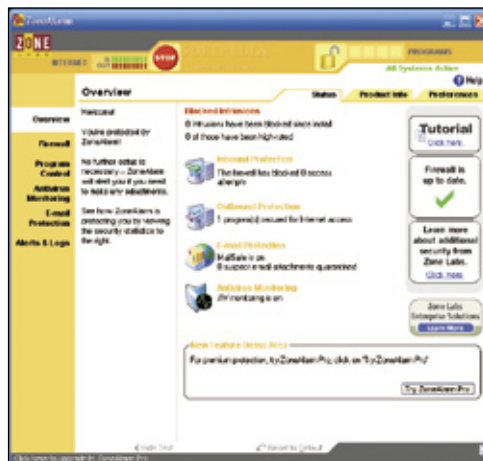 ZoneAlarm
ZONE
LABS
INTERNET
OUT
STOP
PROGRAMS
All Systems Active
Help
Overview
Status
Product Info
Preferences
Overview
Firewall
Program
Control
Antivirus
Monitoring
E-mail
Protection
Alerts & Logs
Welcome!
You're protected by
ZoneAlarm!
No further setup is
necessary - ZoneAlarm
will alert you if you need
to make any adjustments.
See how ZoneAlarm is
protecting you by viewing
the security statistics to
the right.
Blocked Intrusions
0 Intrusions have been blocked since install
0 of those have been high-rated
Inbound Protection
The firewall has blocked 0 access
attempts
Outbound Protection
1 program(s) secured for Internet access
E-mail Protection
MailSafe is on
0 suspect e-mail attachments quarantined
Antivirus Monitoring
AV monitoring is on
Tutorial
Click here.
Firewall is
up to date.
Learn more
about additional
security from
Zone Labs.
Click here.
Zone Labs
Enterprise Solutions
Learn More
New Feature Demo Area
For premium protection, try ZoneAlarm Pro, click on "Try ZoneAlarm Pro"
Try ZoneAlarm Pro
Hide Text
Reset to Default
Click here to upgrade to ZoneAlarm Pro.